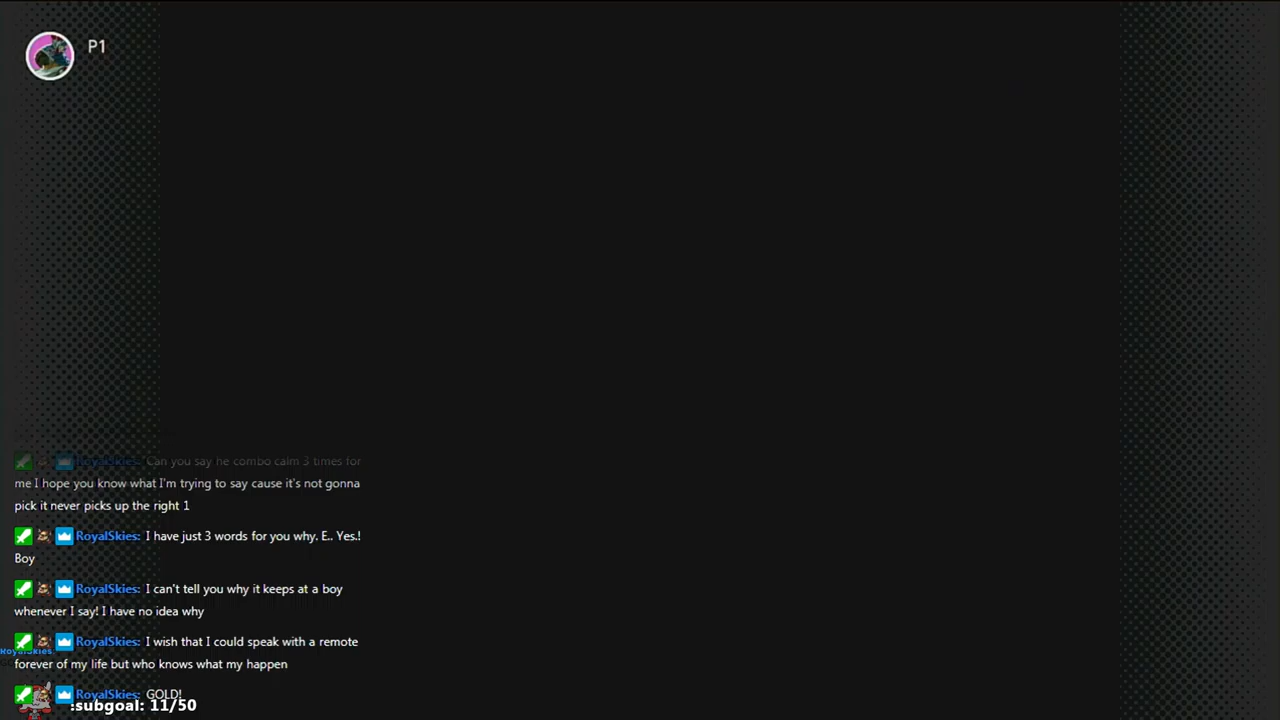 P1
RoyalSkies: Can you say he combo calm 3 times for
me I hope you know what I'm trying to say cause it's not gonna
pick it never picks up the right 1
RoyalSkies: I have just 3 words for you why. E.. Yes.!
Boy
RoyalSkies: I can't tell you why it keeps at a boy
whenever I say! I have no idea why
RoyalSkies: I wish that I could speak with a remote
RoyalSkies:
forever of my life but who knows what my happen
RoyalSkies: GOLD!
:subgoal: 11/50